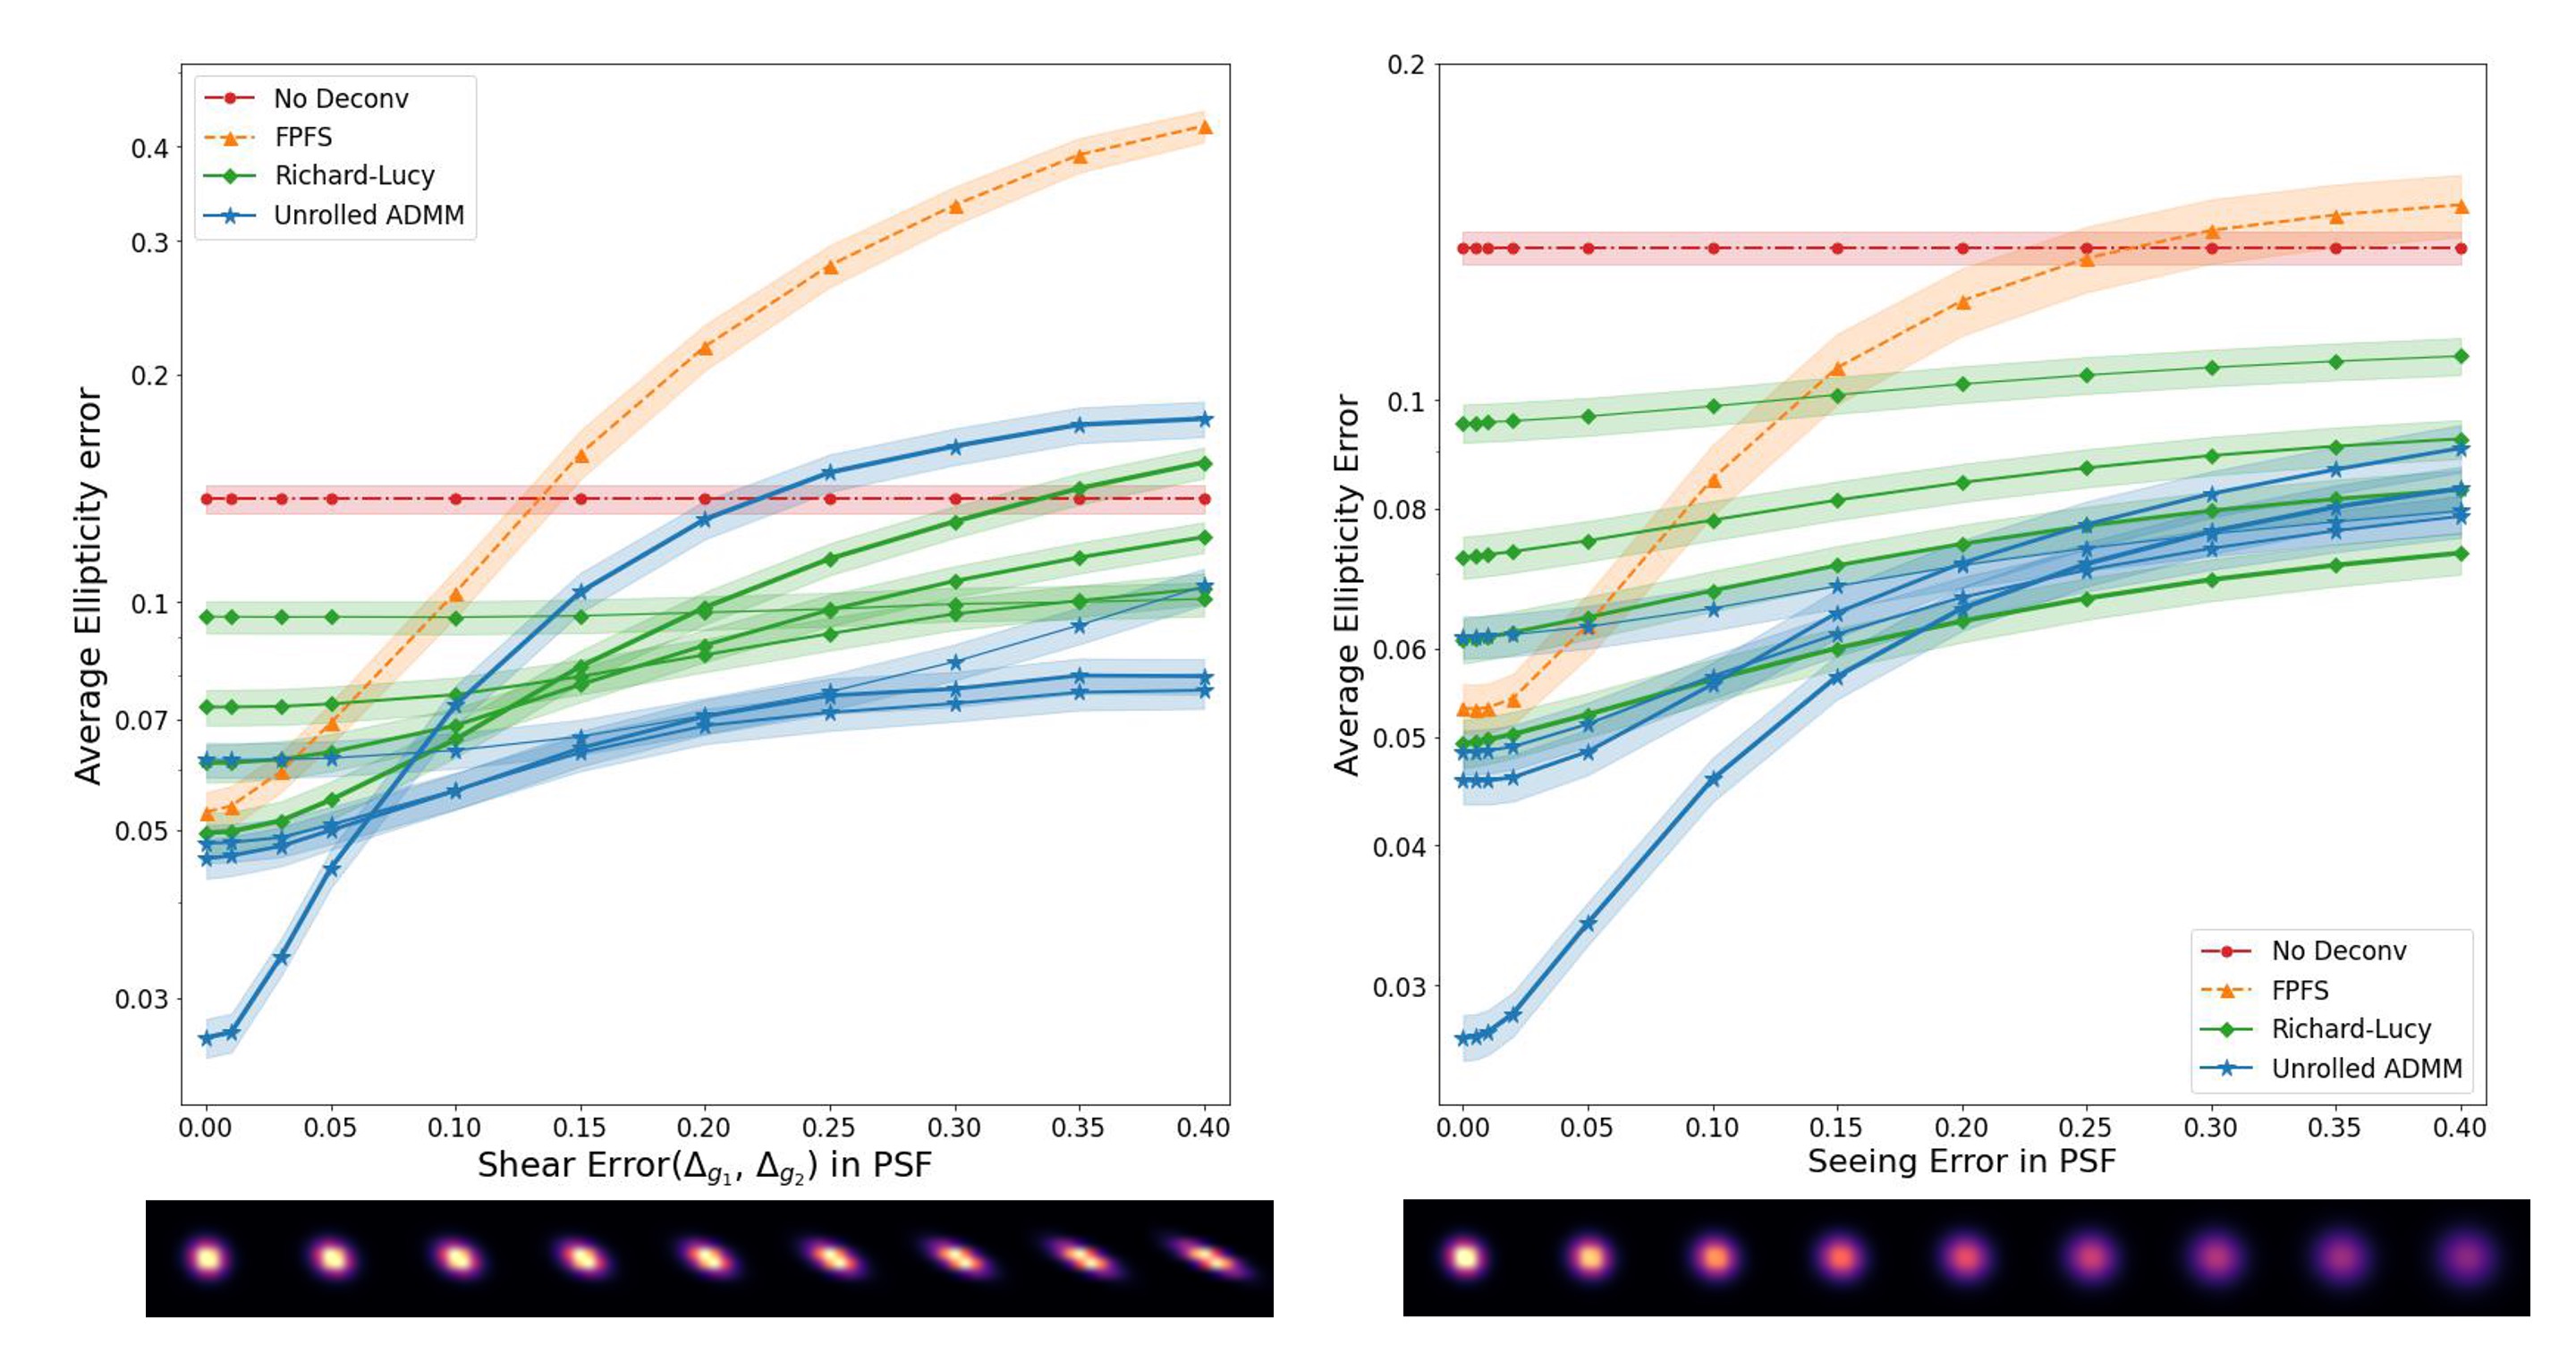 No Deconv
FPFS
Richard-Lucy
Unrolled ADMM
0.4
0.3
0.2
0.1
0.07
0.05
0.03
Average Ellipticity error
0.00 0.05 0.10 0.15 0.20 0.25 0.30 0.35 0.40
Shear Error(Δg₁, Δg₂) in PSF
0.2
0.1
0.08
0.06
0.05
0.04
0.03
Average Ellipticity Error
No Deconv
FPFS
Richard-Lucy
Unrolled ADMM
0.00 0.05 0.10 0.15 0.20 0.25 0.30 0.35 0.40
Seeing Error in PSF